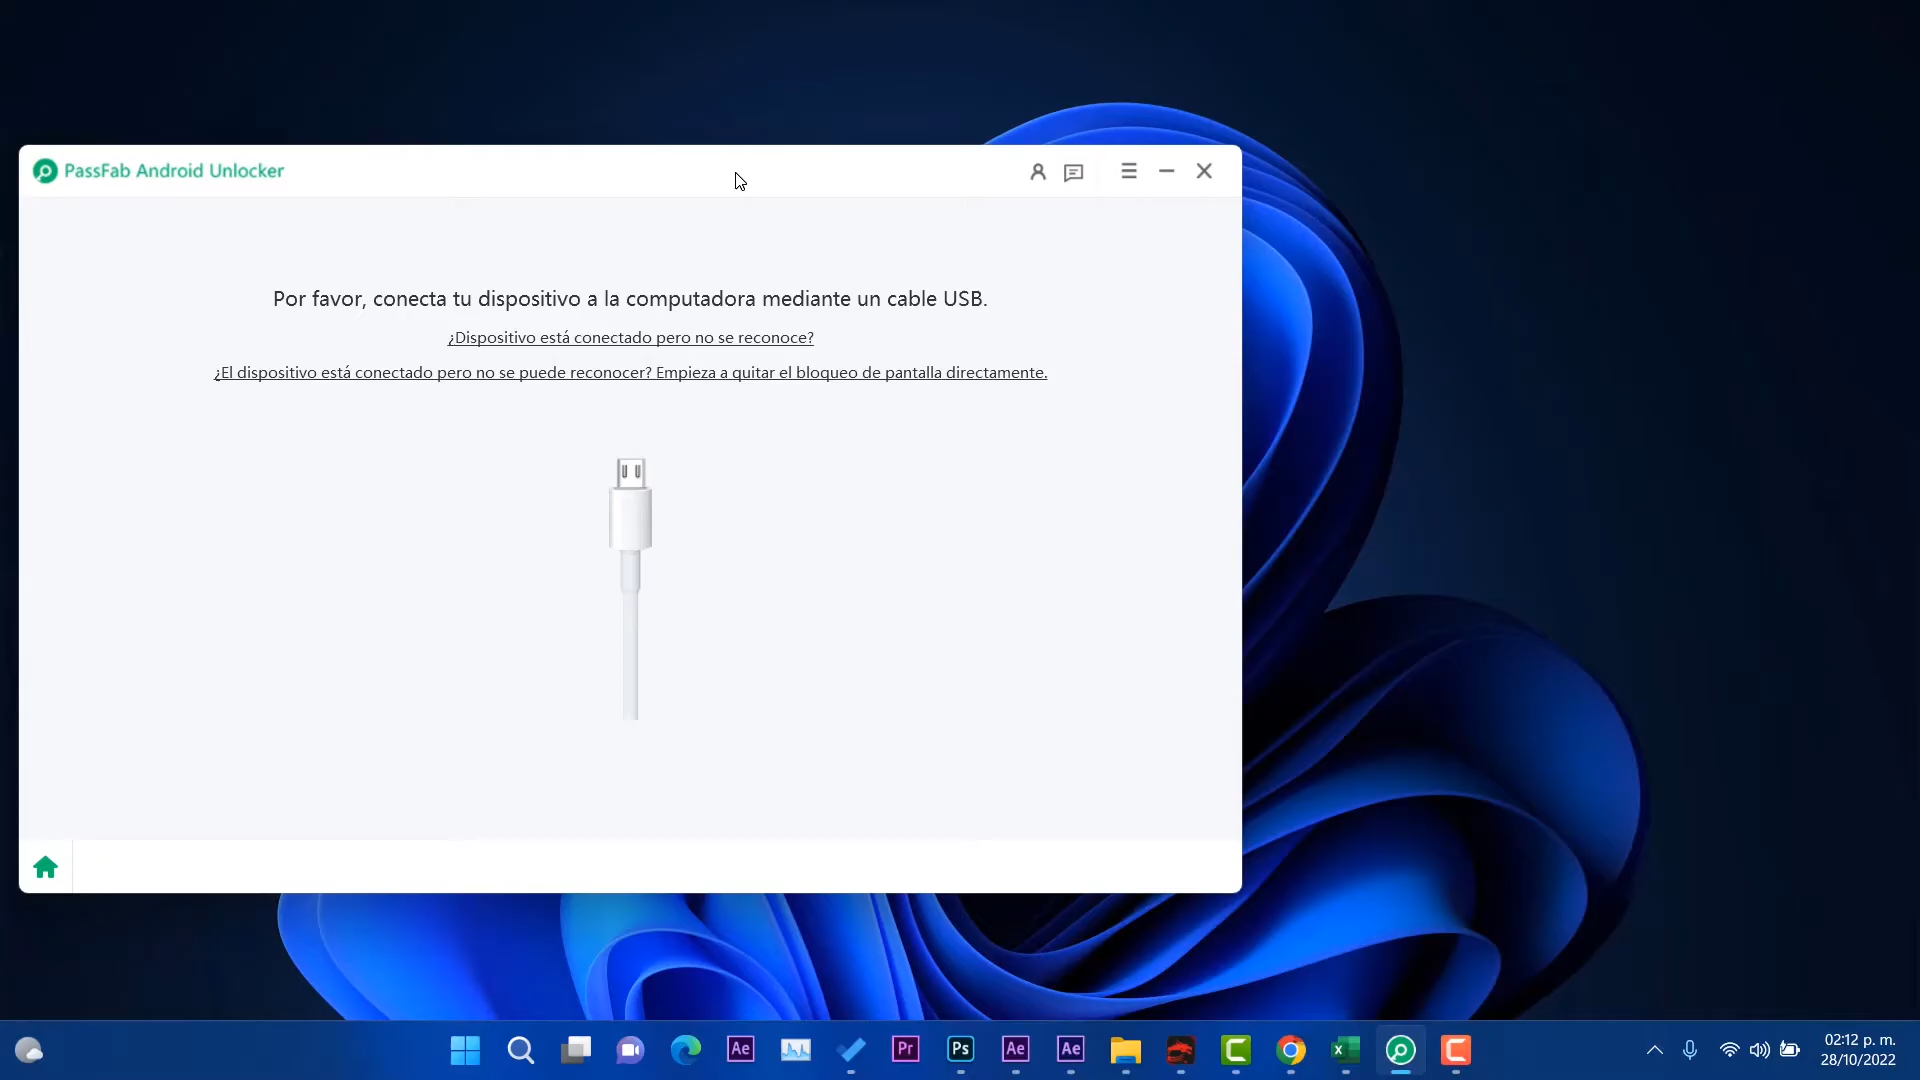 PassFab Android Unlocker
Por favor, conecta tu dispositivo a la computadora mediante un cable USB.
¿Dispositivo está conectado pero no se reconoce?
¿El dispositivo está conectado pero no se puede reconocer? Empieza a quitar el bloqueo de pantalla directamente.
Ae
Pr
Ps
Ae
Ae
02:12 p. m.
28/10/2022